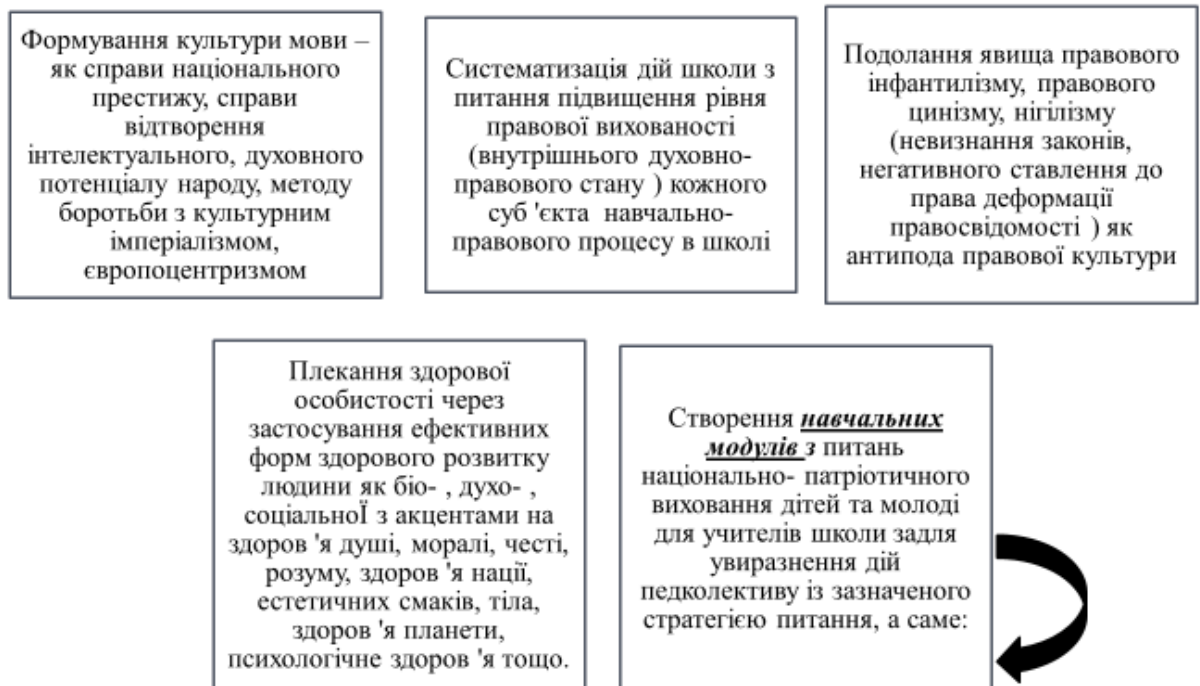 Формування культури мови –
як справи національного
престижу, справи
відтворення
інтелектуального, духовного
потенціалу народу, методу
боротьби з культурним
імперіалізмом,
європоцентризмом
Систематизація дій школи з
питання підвищення рівня
правової вихованості
(внутрішнього духовно-
правового стану ) кожного
суб 'єкта навчально-
правового процесу в школі
Подолання явища правового
інфантилізму, правового
цинізму, нігілізму
(невизнання законів,
негативного ставлення до
права деформації
правосвідомості ) як
антипода правової культури
Плекання здорової
особистості через
застосування ефективних
форм здорового розвитку
людини як біо- , духо- ,
соціальноЇ з акцентами на
здоров 'я душі, моралі, честі,
розуму, здоров 'я нації,
естетичних смаків, тіла,
здоров 'я планети,
психологічне здоров 'я тощо.
Створення навчальних
модулів з питань
національно- патріотичного
виховання дітей та молоді
для учителів школи задля
увиразнення дій
педколективу із зазначеного
стратегією питання, а саме: